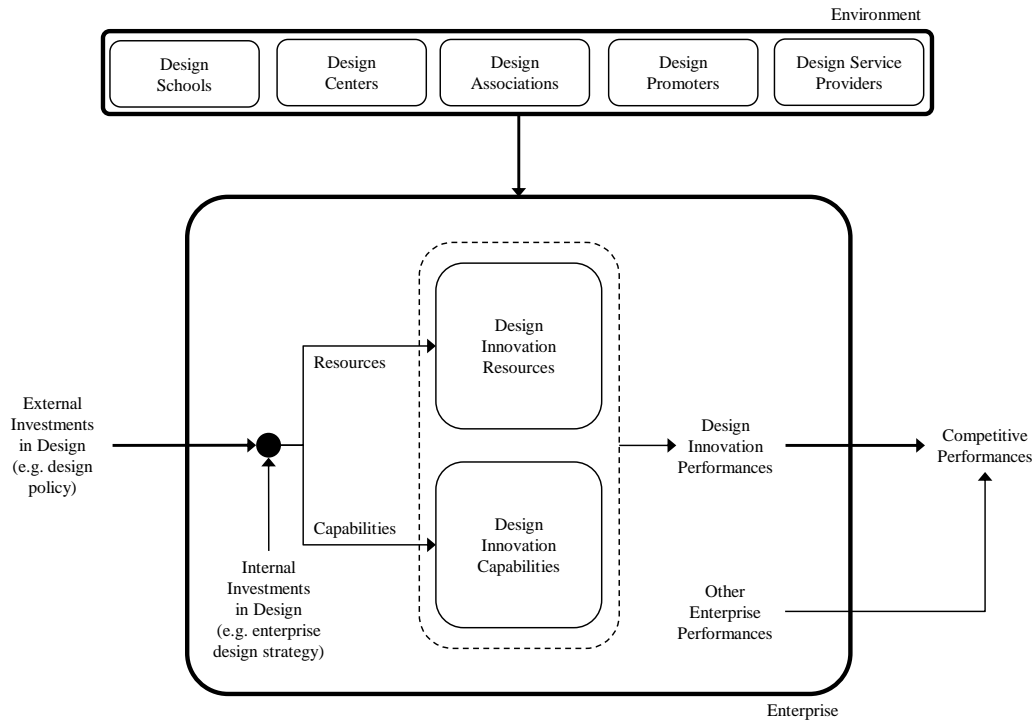 Environment
Design
Schools
Design
Centers
Design
Associations
Design
Promoters
Design Service
Providers
Design
Innovation
Resources
Resources
External
Investments
in Design
(e.g. design
policy)
Design
Innovation
Performances
Competitive
Performances
Capabilities
Design
Innovation
Capabilities
Internal
Investments
in Design
(e.g. enterprise
design strategy)
Other
Enterprise
Performances
Enterprise